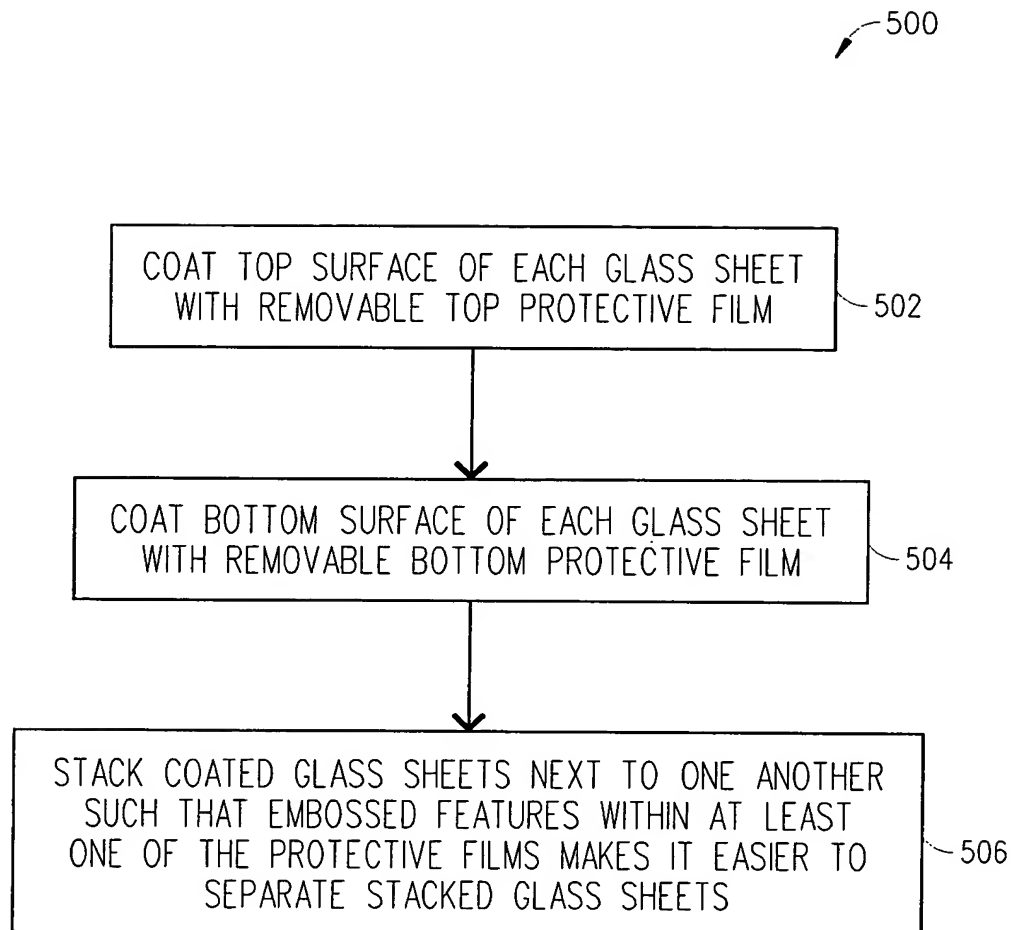 500
COAT TOP SURFACE OF EACH GLASS SHEET
WITH REMOVABLE TOP PROTECTIVE FILM
502
COAT BOTTOM SURFACE OF EACH GLASS SHEET
WITH REMOVABLE BOTTOM PROTECTIVE FILM
504
STACK COATED GLASS SHEETS NEXT TO ONE ANOTHER
SUCH THAT EMBOSSED FEATURES WITHIN AT LEAST
ONE OF THE PROTECTIVE FILMS MAKES IT EASIER TO
SEPARATE STACKED GLASS SHEETS
506